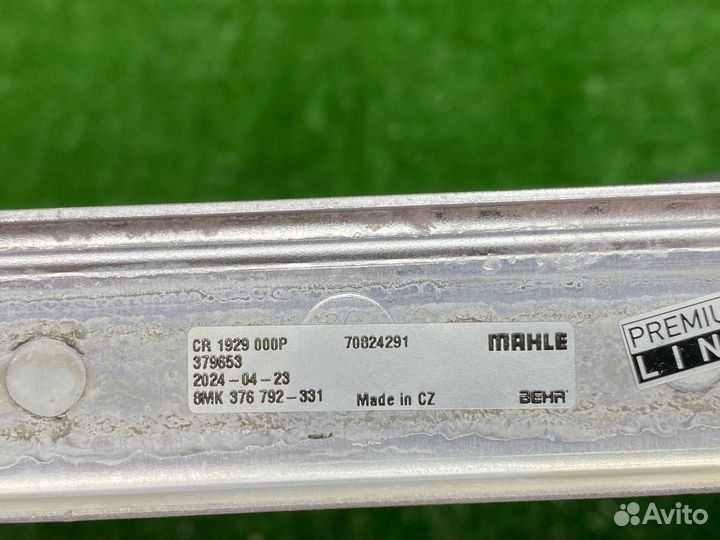 CR 1929 000P 70824291 MAHLE
379653
2024-04-23
8MK 376 792-331 Made in CZ BEHR
PREMIUM
LIN
Avito